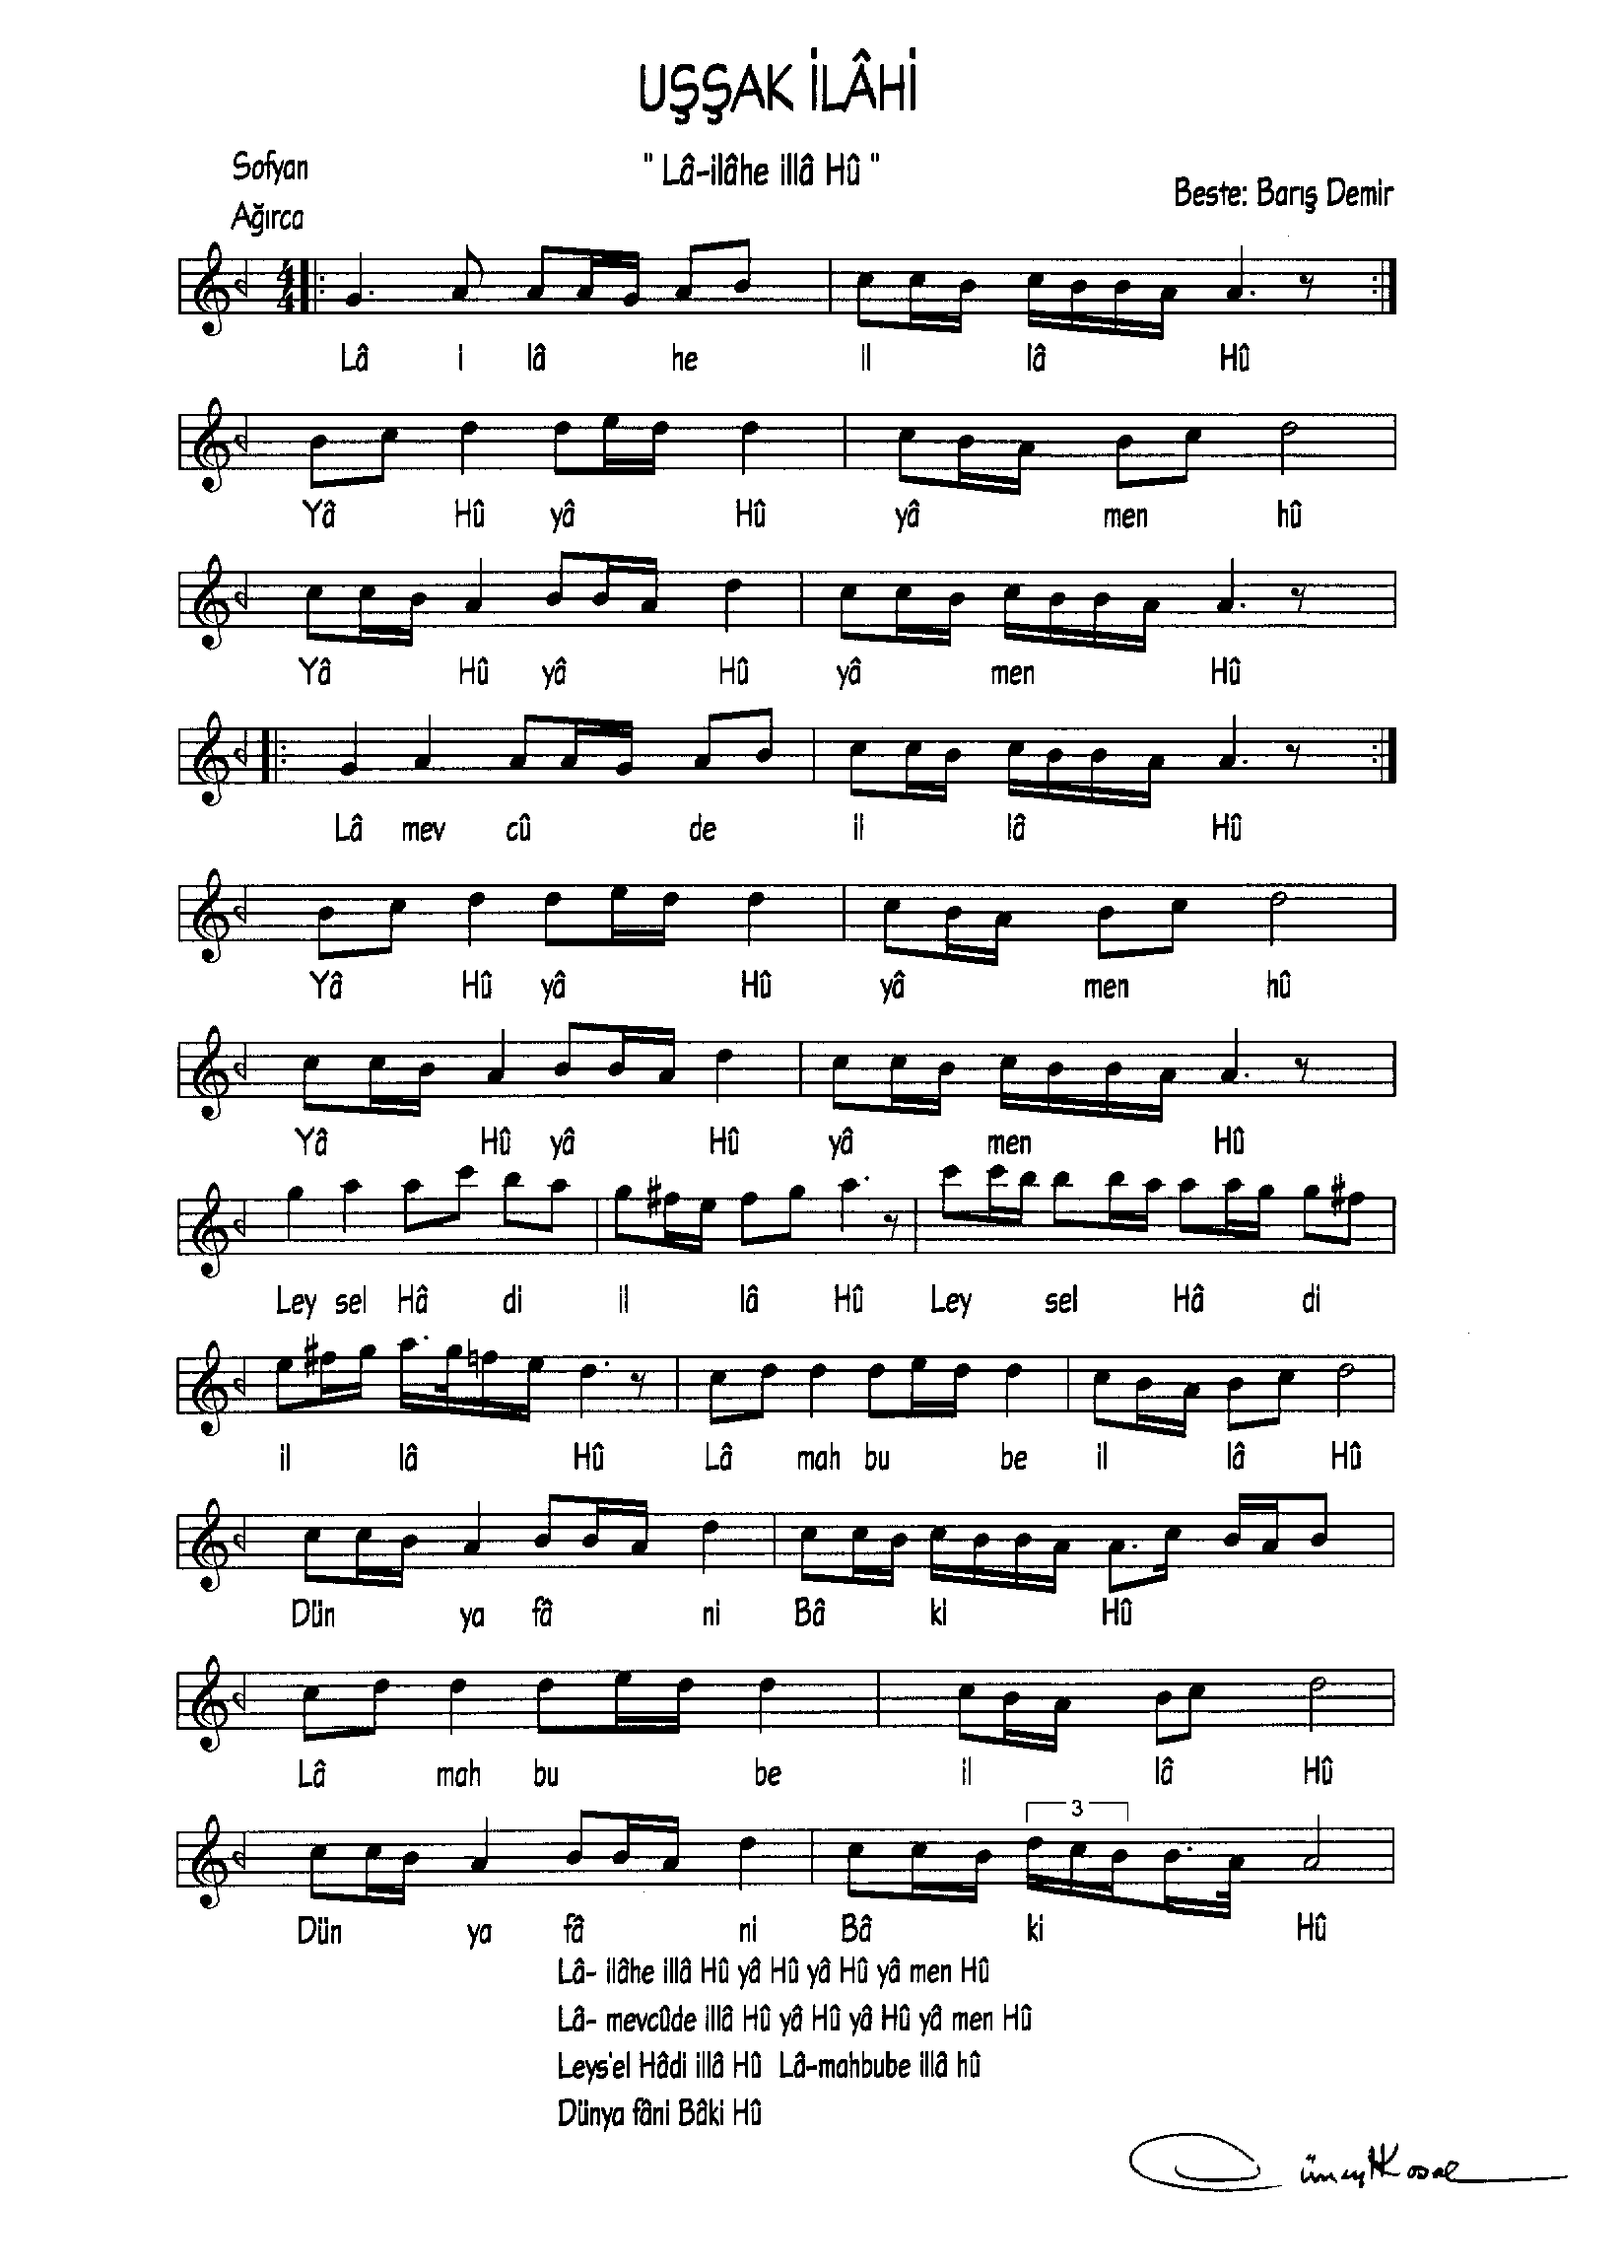 UŞŞAK İLÂHİ
Sofyan
" Lâ-ilâhe illâ Hû "
Beste: Barış Demir
Ağırca
4
4
Lâ i lâ he il lâ Hû
Yâ Hû yâ Hû yâ men hû
Yâ Hû yâ Hû yâ men Hû
Lâ mev cû de il lâ Hû
Yâ Hû yâ Hû yâ men hû
Yâ Hû yâ Hû yâ men Hû
Ley sel Hâ di il lâ Hû Ley sel Hâ di
il lâ Hû Lâ mah bu be il lâ Hû
Dün ya fâ ni Bâ ki Hû
Lâ mah bu be il lâ Hû
3
Dün ya fâ ni Bâ ki Hû
Lâ- ilâhe illâ Hû yâ Hû yâ Hû yâ men Hû
Lâ- mevcûde illâ Hû yâ Hû yâ Hû yâ men Hû
Leys'el Hâdi illâ Hû Lâ-mahbube illâ hû
Dünya fâni Bâki Hû